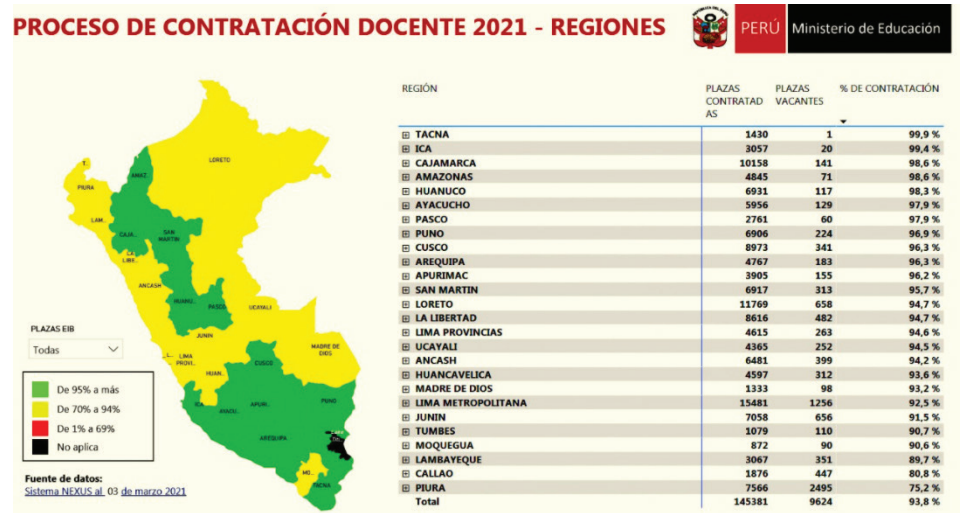 PROCESO DE CONTRATACIÓN DOCENTE 2021 - REGIONES
PERÚ Ministerio de Educación
LORETO
T.
AMAZ.
PIURA
LAM..
CAJA..
SAN
MARTIN
LA
LIBE..
ANCASH
HUANU..
PASCO
UCAYALI
JUNIN
LIMA
PROVI..
MADRE DE
DIOS
HUAN..
CUSCO
ICA
AYACU..
APURI..
PUNO
AREQUIPA
MO..
TACNA
PLAZAS EIB
Todas
De 95% a más
De 70% a 94%
De 1% a 69%
No aplica
Fuente de datos:
Sistema NEXUS al 03 de marzo 2021
REGIÓN PLAZAS CONTRATAD AS PLAZAS VACANTES % DE CONTRATACIÓN
TACNA 1430 1 99,9 %
ICA 3057 20 99,4 %
CAJAMARCA 10158 141 98,6 %
AMAZONAS 4845 71 98,6 %
HUANUCO 6931 117 98,3 %
AYACUCHO 5956 129 97,9 %
PASCO 2761 60 97,9 %
PUNO 6906 224 96,9 %
CUSCO 8973 341 96,3 %
AREQUIPA 4767 183 96,3 %
APURIMAC 3905 155 96,2 %
SAN MARTIN 6917 313 95,7 %
LORETO 11769 658 94,7 %
LA LIBERTAD 8616 482 94,7 %
LIMA PROVINCIAS 4615 263 94,6 %
UCAYALI 4365 252 94,5 %
ANCASH 6481 399 94,2 %
HUANCAVELICA 4597 312 93,6 %
MADRE DE DIOS 1333 98 93,2 %
LIMA METROPOLITANA 15481 1256 92,5 %
JUNIN 7058 656 91,5 %
TUMBES 1079 110 90,7 %
MOQUEGUA 872 90 90,6 %
LAMBAYEQUE 3067 351 89,7 %
CALLAO 1876 447 80,8 %
PIURA 7566 2495 75,2 %
Total 145381 9624 93,8 %